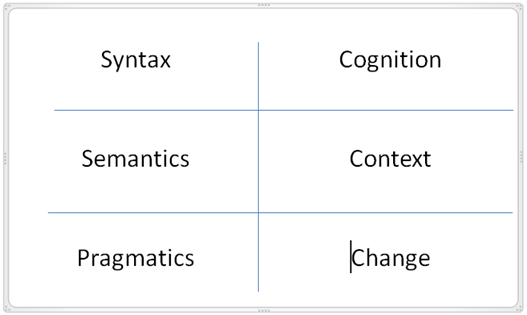 Syntax Cognition
Semantics Context
Pragmatics Change